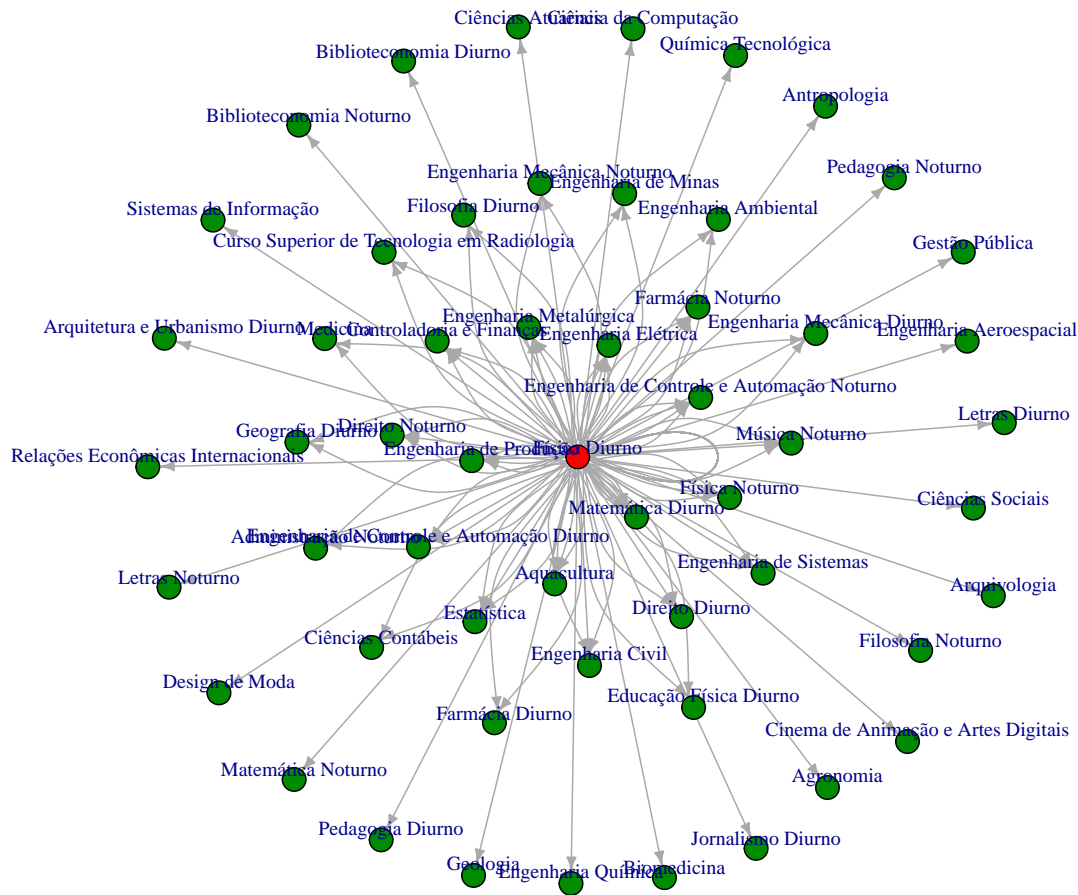 Ciências Atuariais
Ciência da Computação
Química Tecnológica
Biblioteconomia Diurno
Antropologia
Biblioteconomia Noturno
Pedagogia Noturno
Engenharia Mecânica Noturno
Engenharia de Minas
Sistemas de Informação
Filosofia Diurno
Engenharia Ambiental
Curso Superior de Tecnologia em Radiologia
Gestão Pública
Farmácia Noturno
Engenharia Metalúrgica
Engenharia Mecânica Diurno
Arquitetura e Urbanismo Diurno
Medicina
Controladoria e Finanças
Engenharia Elétrica
Engenharia Aeroespacial
Engenharia de Controle e Automação Noturno
Letras Diurno
Geografia Diurno
Direito Noturno
Engenharia de Produção
Física Diurno
Música Noturno
Relações Econômicas Internacionais
Física Noturno
Ciências Sociais
Matemática Diurno
Administração Noturno
Engenharia de Controle e Automação Diurno
Engenharia de Sistemas
Letras Noturno
Aquacultura
Arquivologia
Estatística
Direito Diurno
Ciências Contábeis
Filosofia Noturno
Engenharia Civil
Design de Moda
Educação Física Diurno
Farmácia Diurno
Cinema de Animação e Artes Digitais
Matemática Noturno
Agronomia
Pedagogia Diurno
Jornalismo Diurno
Geologia
Engenharia Química
Biomedicina